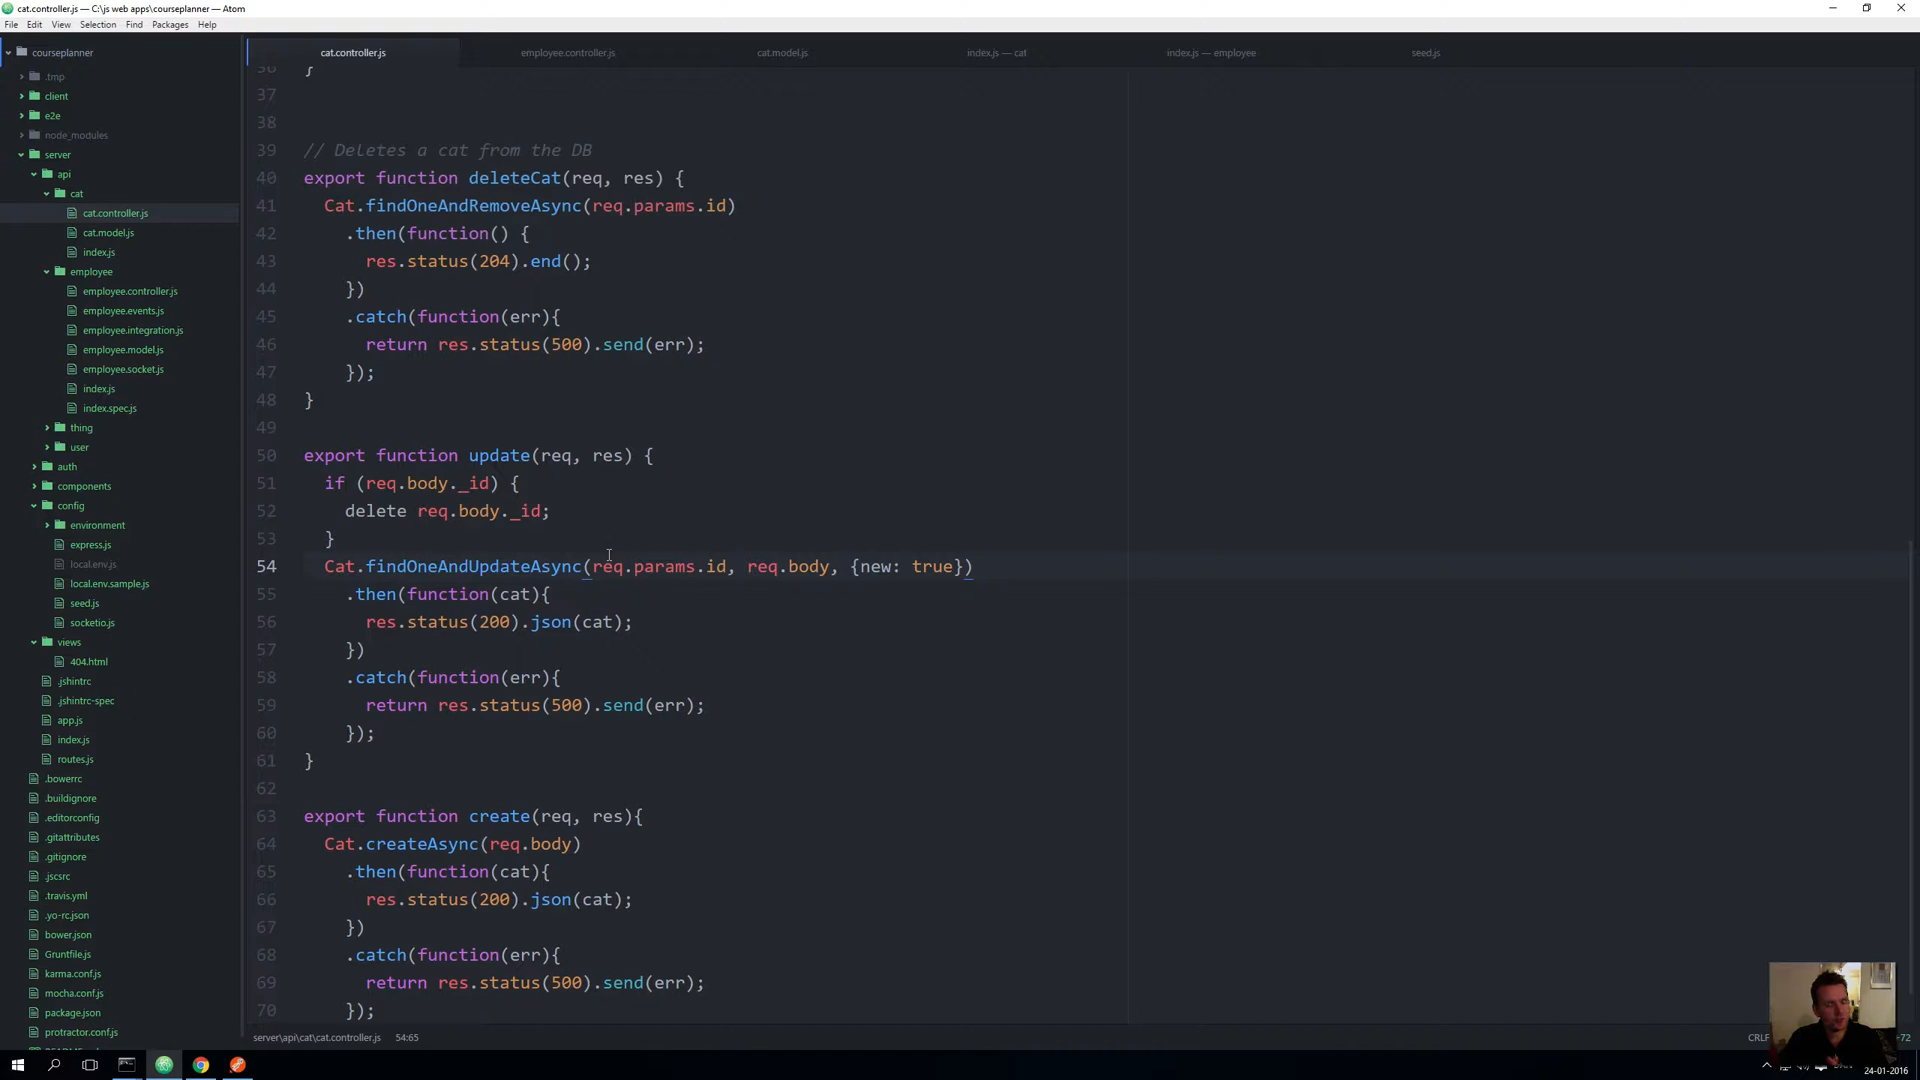 cat.controller.js — C:\js web apps\courseplanner — Atom
File Edit View Selection Find Packages Help
courseplanner
.tmp
client
e2e
node_modules
server
api
cat
cat.controller.js
cat.model.js
index.js
employee
employee.controller.js
employee.events.js
employee.integration.js
employee.model.js
employee.socket.js
index.js
index.spec.js
thing
user
auth
components
config
environment
express.js
local.env.js
local.env.sample.js
seed.js
socketio.js
views
404.html
.jshintrc
.jshintrc-spec
app.js
index.js
routes.js
.bowerrc
.buildignore
.editorconfig
.gitattributes
.gitignore
.jscsrc
.travis.yml
.yo-rc.json
bower.json
Gruntfile.js
karma.conf.js
mocha.conf.js
package.json
protractor.conf.js
cat.controller.js employee.controller.js cat.model.js index.js — cat index.js — employee seed.js
36 }
37
38
39 // Deletes a cat from the DB
40 export function deleteCat(req, res) {
41 Cat.findOneAndRemoveAsync(req.params.id)
42 .then(function() {
43 res.status(204).end();
44 })
45 .catch(function(err){
46 return res.status(500).send(err);
47 });
48 }
49
50 export function update(req, res) {
51 if (req.body._id) {
52 delete req.body._id;
53 }
54 Cat.findOneAndUpdateAsync(req.params.id, req.body, {new: true})
55 .then(function(cat){
56 res.status(200).json(cat);
57 })
58 .catch(function(err){
59 return res.status(500).send(err);
60 });
61 }
62
63 export function create(req, res){
64 Cat.createAsync(req.body)
65 .then(function(cat){
66 res.status(200).json(cat);
67 })
68 .catch(function(err){
69 return res.status(500).send(err);
70 });
server\api\cat\cat.controller.js 54:65 CRLF +72
24-01-2016